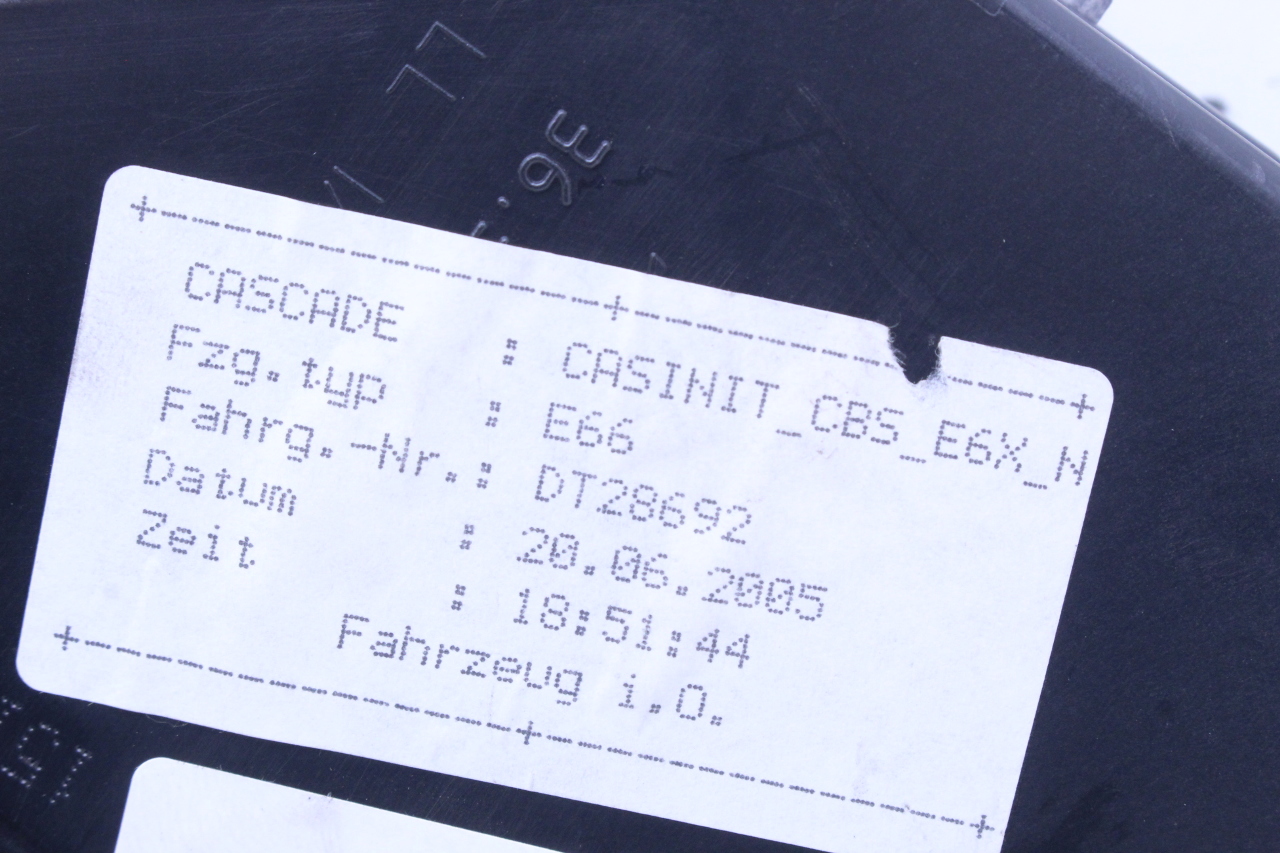 CASCADE : CASINIT_CBS_E6X_N
Fzg.typ : E66
Fahrg.-Nr.: DT28692
Datum : 20.06.2005
Zeit : 18:51:44
Fahrzeug i.O.